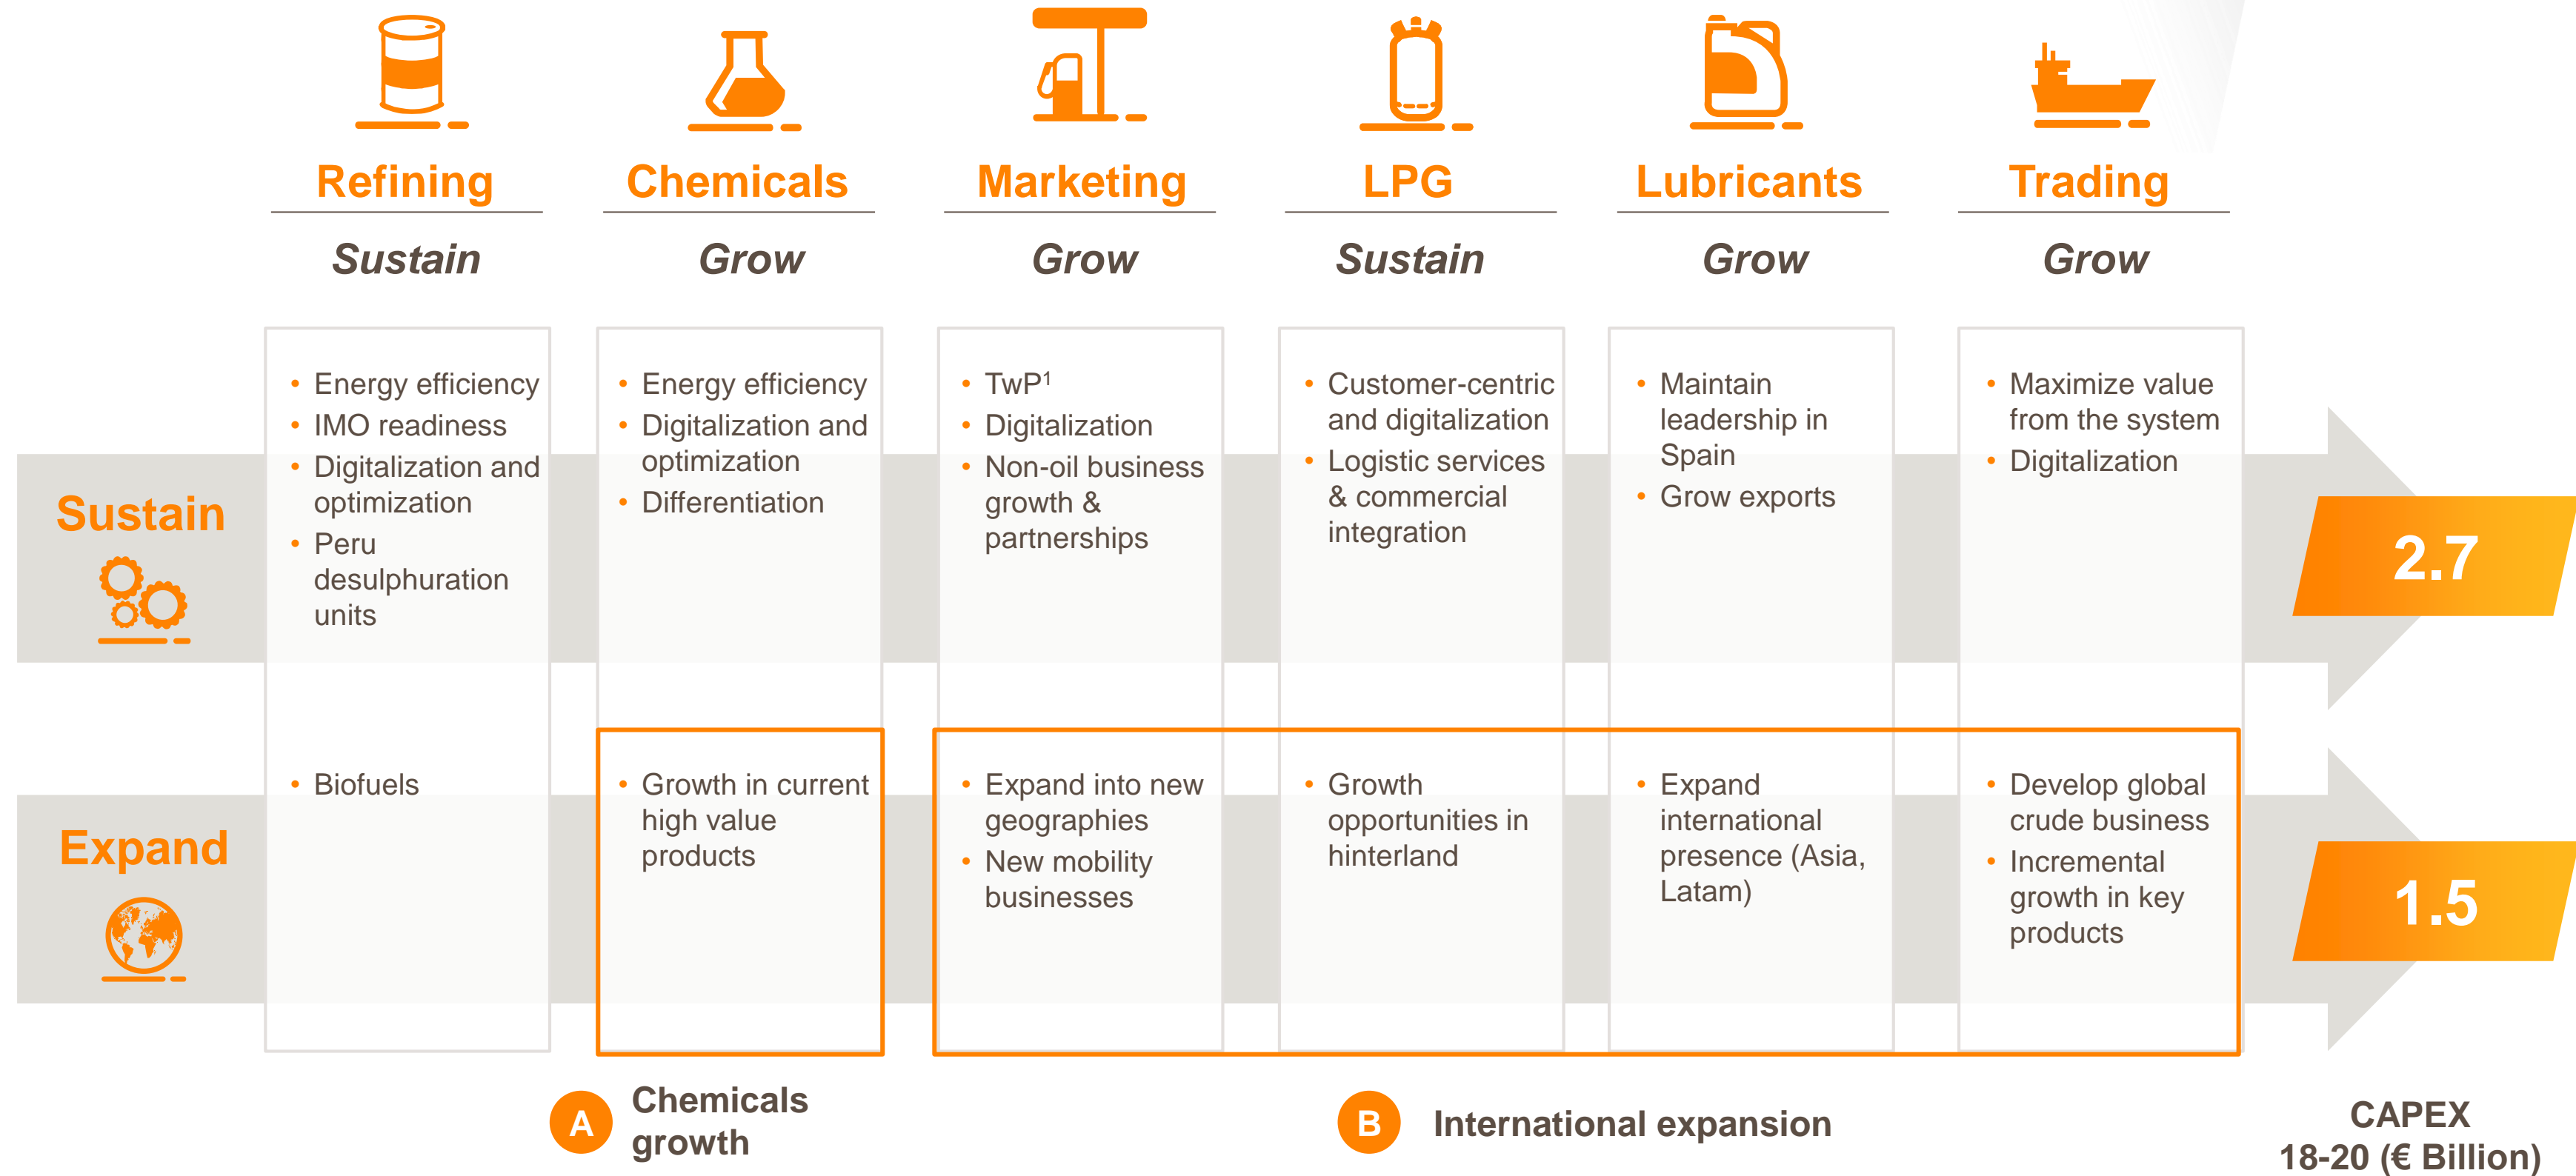 Refining
Chemicals
Marketing
LPG
Lubricants
Trading
Sustain
Grow
Grow
Sustain
Grow
Grow
Sustain
• Energy efficiency
• IMO readiness
• Digitalization and
optimization
• Peru
desulphuration
units
• Energy efficiency
• Digitalization and
optimization
• Differentiation
• TwP¹
• Digitalization
• Non-oil business
growth &
partnerships
• Customer-centric
and digitalization
• Logistic services
& commercial
integration
• Maintain
leadership in
Spain
• Grow exports
• Maximize value
from the system
• Digitalization
2.7
Expand
• Biofuels
• Growth in current
high value
products
• Expand into new
geographies
• New mobility
businesses
• Growth
opportunities in
hinterland
• Expand
international
presence (Asia,
Latam)
• Develop global
crude business
• Incremental
growth in key
products
1.5
A
Chemicals
growth
B
International expansion
CAPEX
18-20 (€ Billion)